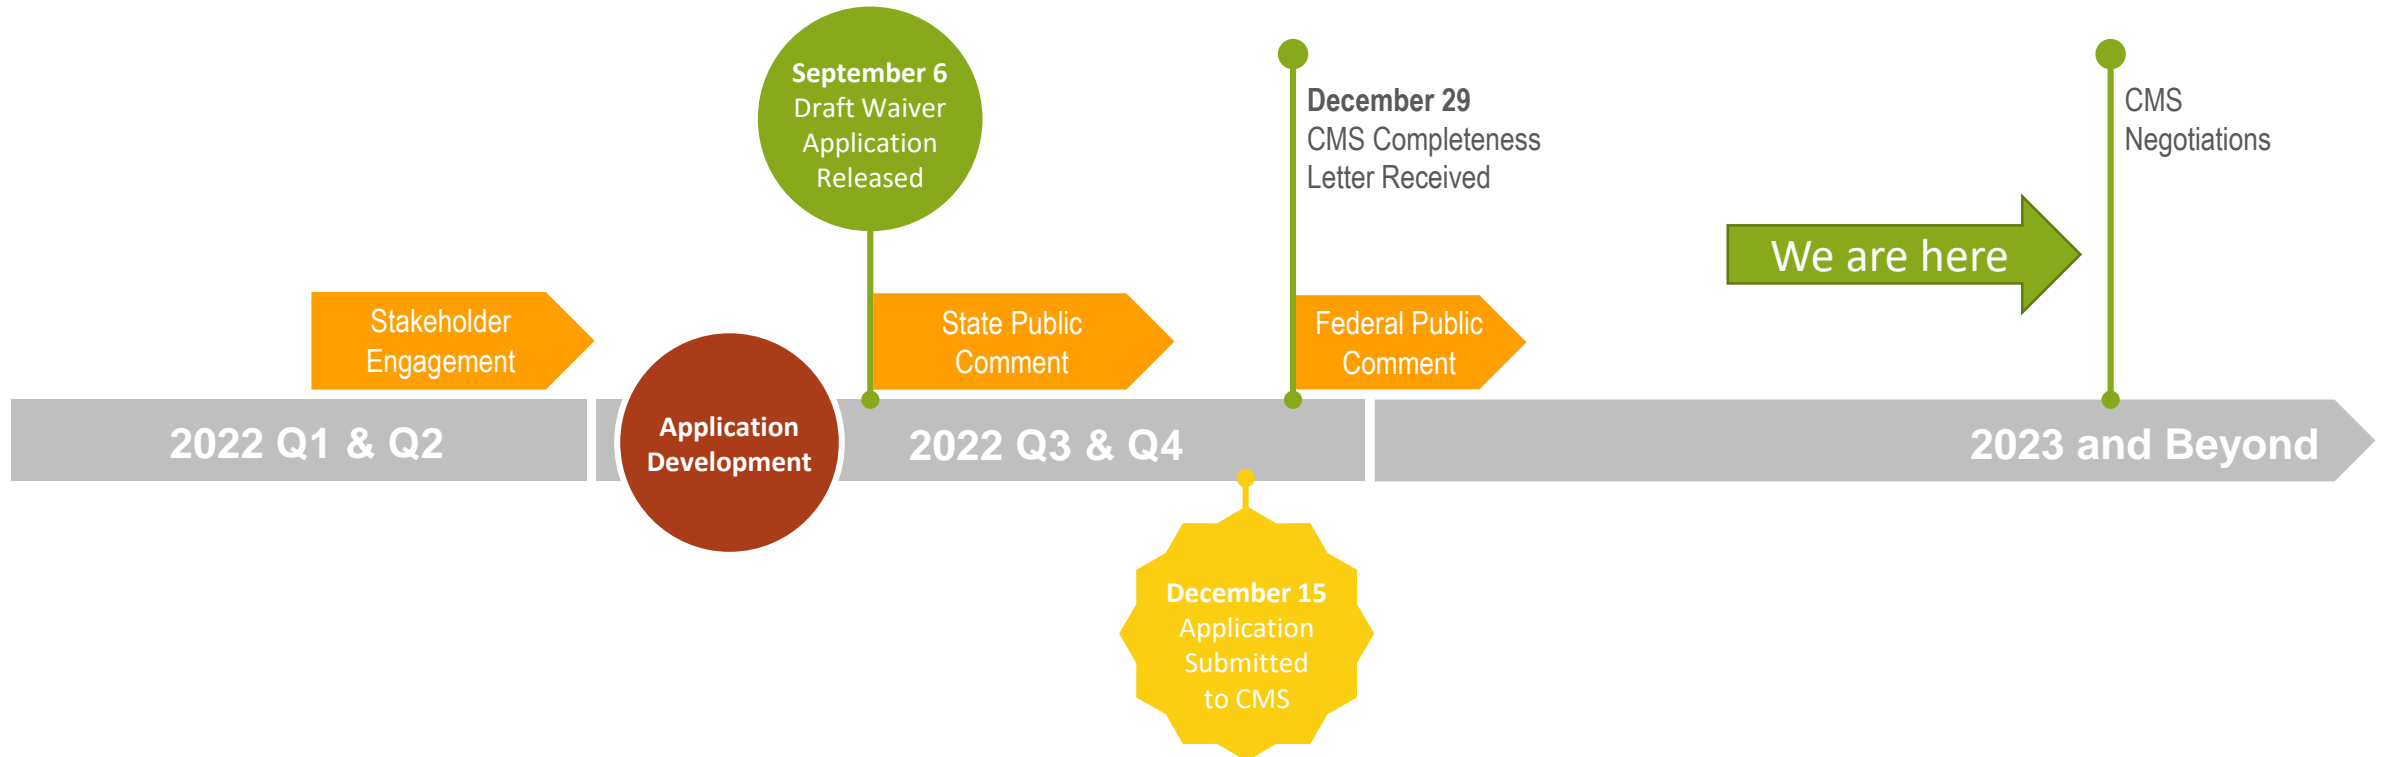 September 6
Draft Waiver
Application
Released
December 29
CMS Completeness
Letter Received
CMS
Negotiations
We are here
Stakeholder
Engagement
State Public
Comment
Federal Public
Comment
2022 Q1 & Q2
Application
Development
2022 Q3 & Q4
2023 and Beyond
December 15
Application
Submitted
to CMS